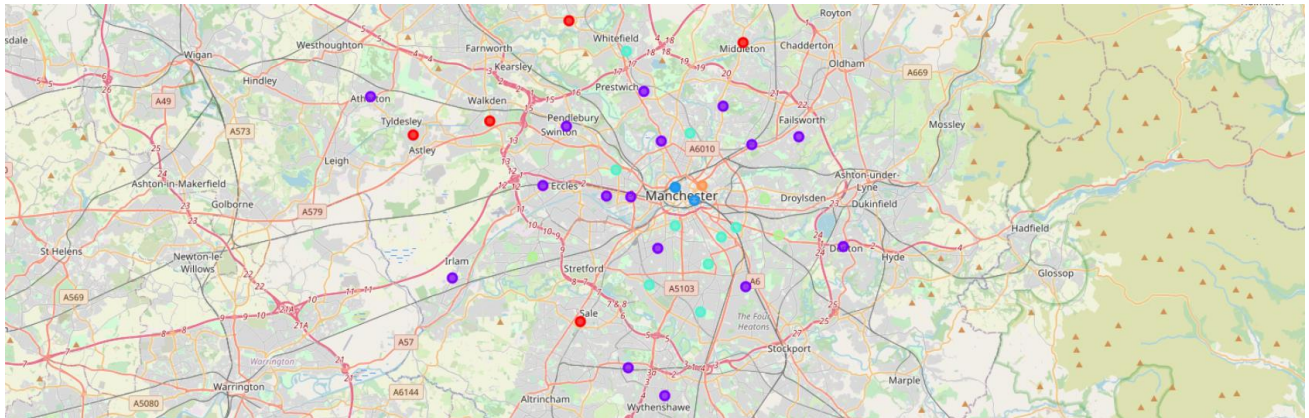 Royton
Whitefield
Westhoughton
Farnworth
Middleton
Chadderton
Wigan
Kearsley
Oldham
Hindley
A669
A49
Atherton
Walkden
Prestwich
Pendlebury
Failsworth
Mossley
A573
Tyldesley
Swinton
Astley
A6010
Leigh
Ashton-in-Makerfield
Eccles
Manchester
Droylsden
Ashton-under-
Lyne
Golborne
A579
Dukinfield
Hadfield
St Helens
Newton-le-
Willows
Irlam
Stretford
Hyde
Glossop
A569
A5103
A6
21A
21A
Sale
The Four
Heatons
A57
Stockport
Warrington
Warrington
A6144
Marple
A5080
Altrincham
Wythenshawe